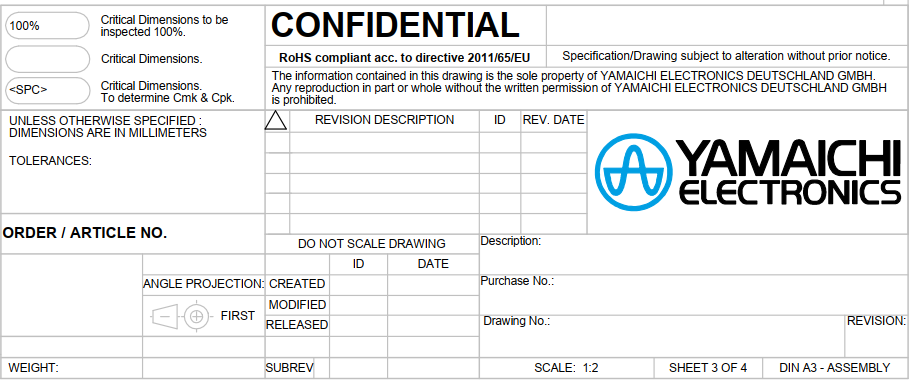 100%
Critical Dimensions to be
inspected 100%.
Critical Dimensions.
<SPC>
Critical Dimensions.
To determine Cmk & Cpk.
CONFIDENTIAL
RoHS compliant acc. to directive 2011/65/EU
Specification/Drawing subject to alteration without prior notice.
The information contained in this drawing is the sole property of YAMAICHI ELECTRONICS DEUTSCHLAND GMBH.
Any reproduction in part or whole without the written permission of YAMAICHI ELECTRONICS DEUTSCHLAND GMBH
is prohibited.
UNLESS OTHERWISE SPECIFIED :
DIMENSIONS ARE IN MILLIMETERS
TOLERANCES:
REVISION DESCRIPTION ID REV. DATE
YAMAICHI
ELECTRONICS
ORDER / ARTICLE NO.
DO NOT SCALE DRAWING
ID DATE
ANGLE PROJECTION:
FIRST
CREATED
MODIFIED
RELEASED
Description:
Purchase No.:
Drawing No.: REVISION:
WEIGHT: SUBREV SCALE: 1:2 SHEET 3 OF 4 DIN A3 - ASSEMBLY